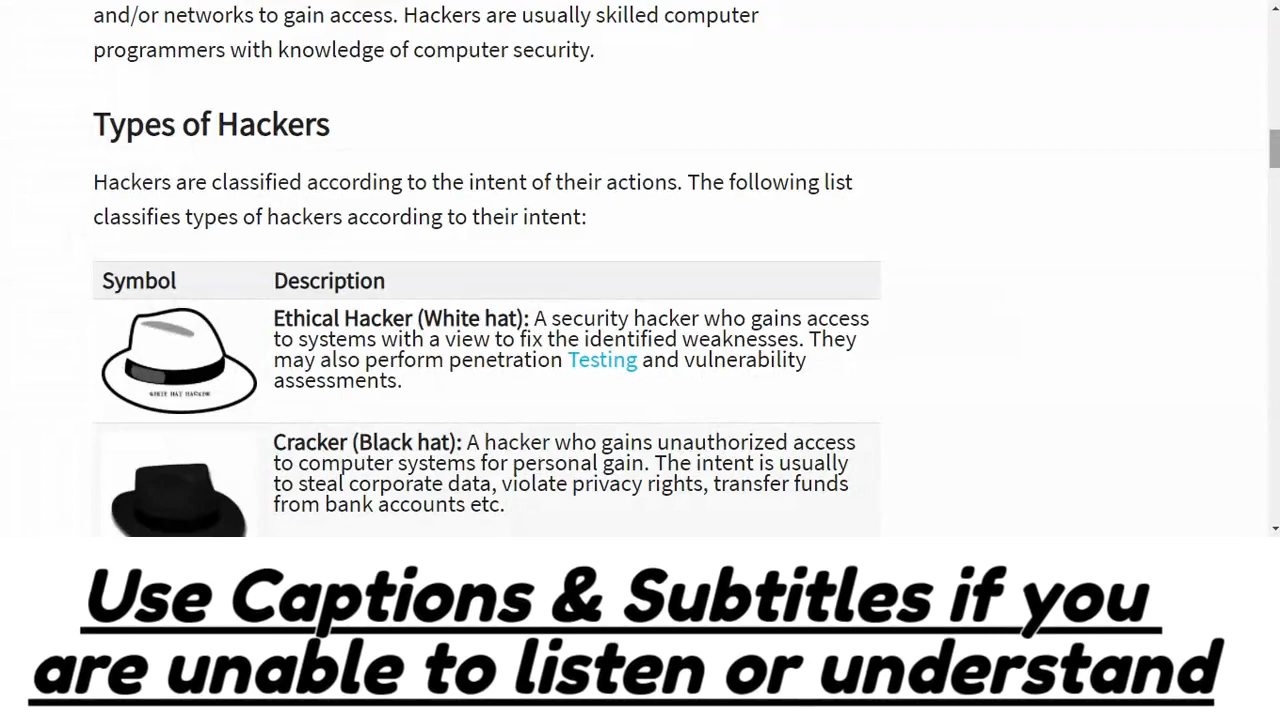 and/or networks to gain access. Hackers are usually skilled computer
programmers with knowledge of computer security.
Types of Hackers
Hackers are classified according to the intent of their actions. The following list
classifies types of hackers according to their intent:
Symbol Description
Ethical Hacker (White hat): A security hacker who gains access
to systems with a view to fix the identified weaknesses. They
may also perform penetration Testing and vulnerability
assessments.
HAT
Cracker (Black hat): A hacker who gains unauthorized access
to computer systems for personal gain. The intent is usually
to steal corporate data, violate privacy rights, transfer funds
from bank accounts etc.
Use Captions & Subtitles if you
are unable to listen or understand